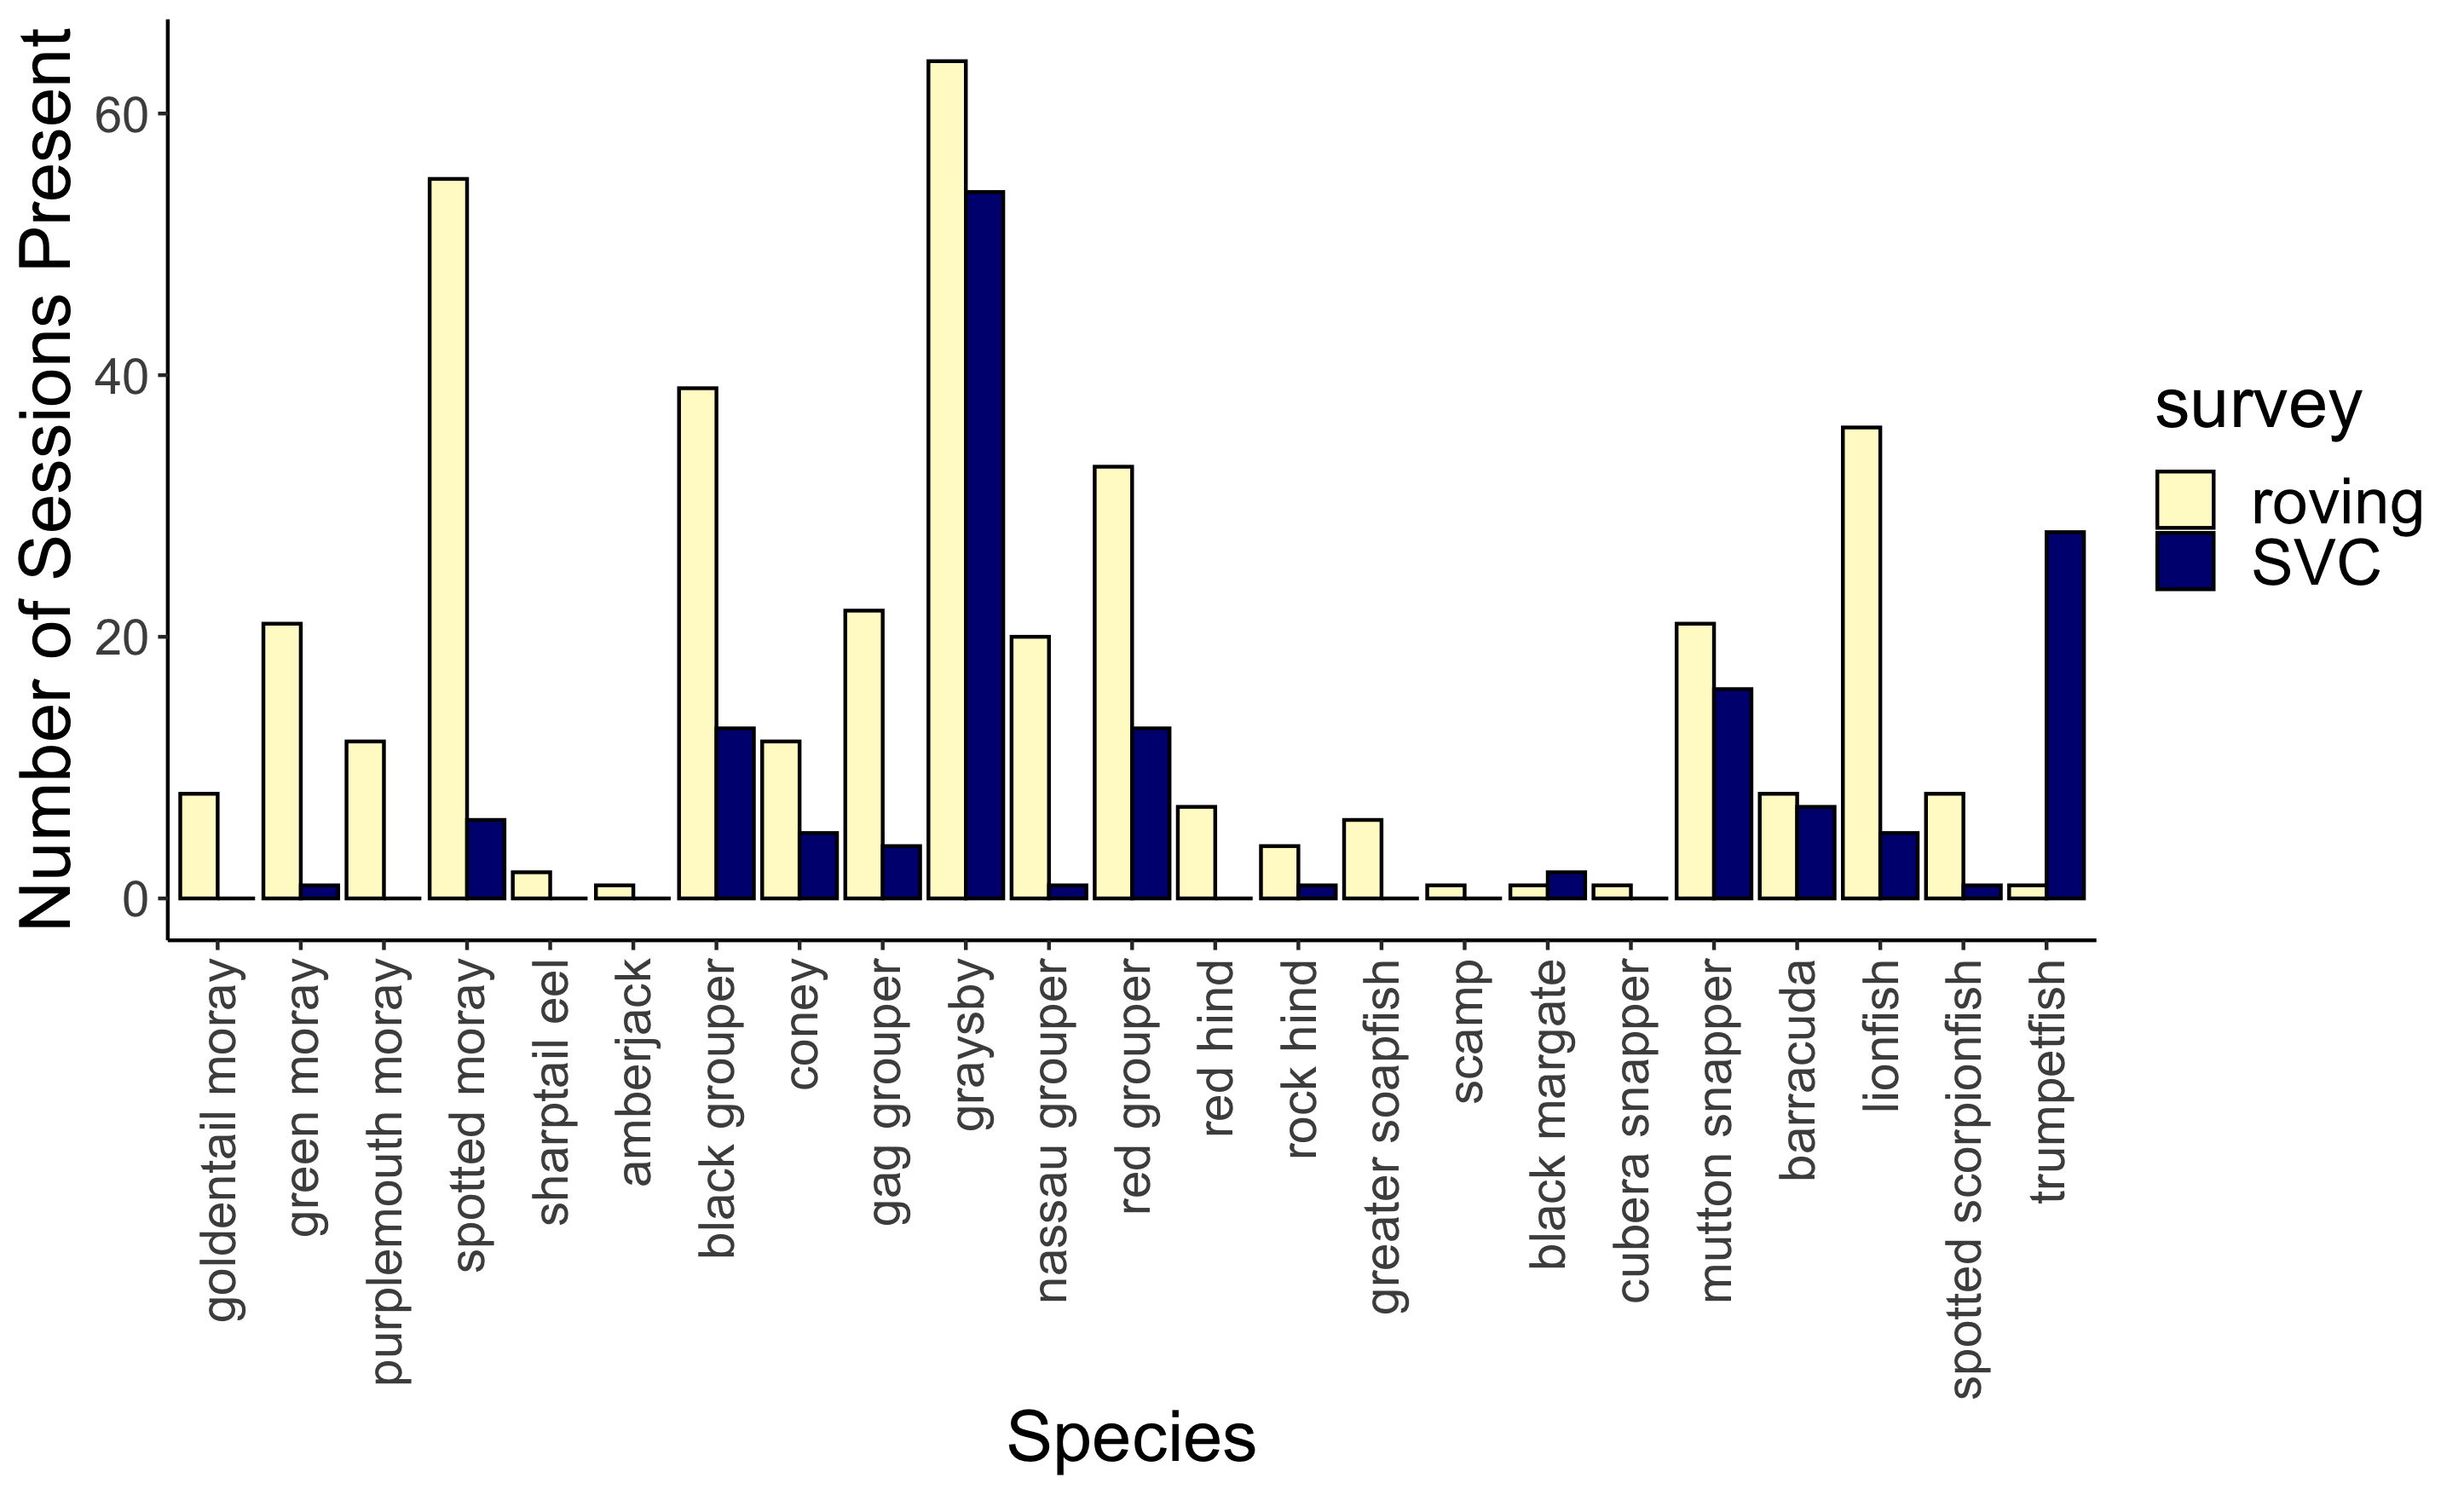 Number of Sessions Present
60
40
20
0
goldentail moray
green moray
purplemouth moray
spotted moray
sharptail eel
amberjack
black grouper
coney
gag grouper
graysby
nassau grouper
red grouper
red hind
rock hind
greater soapfish
scamp
black margate
cubera snapper
mutton snapper
barracuda
lionfish
spotted scorpionfish
trumpetfish
Species
survey
roving
SVC